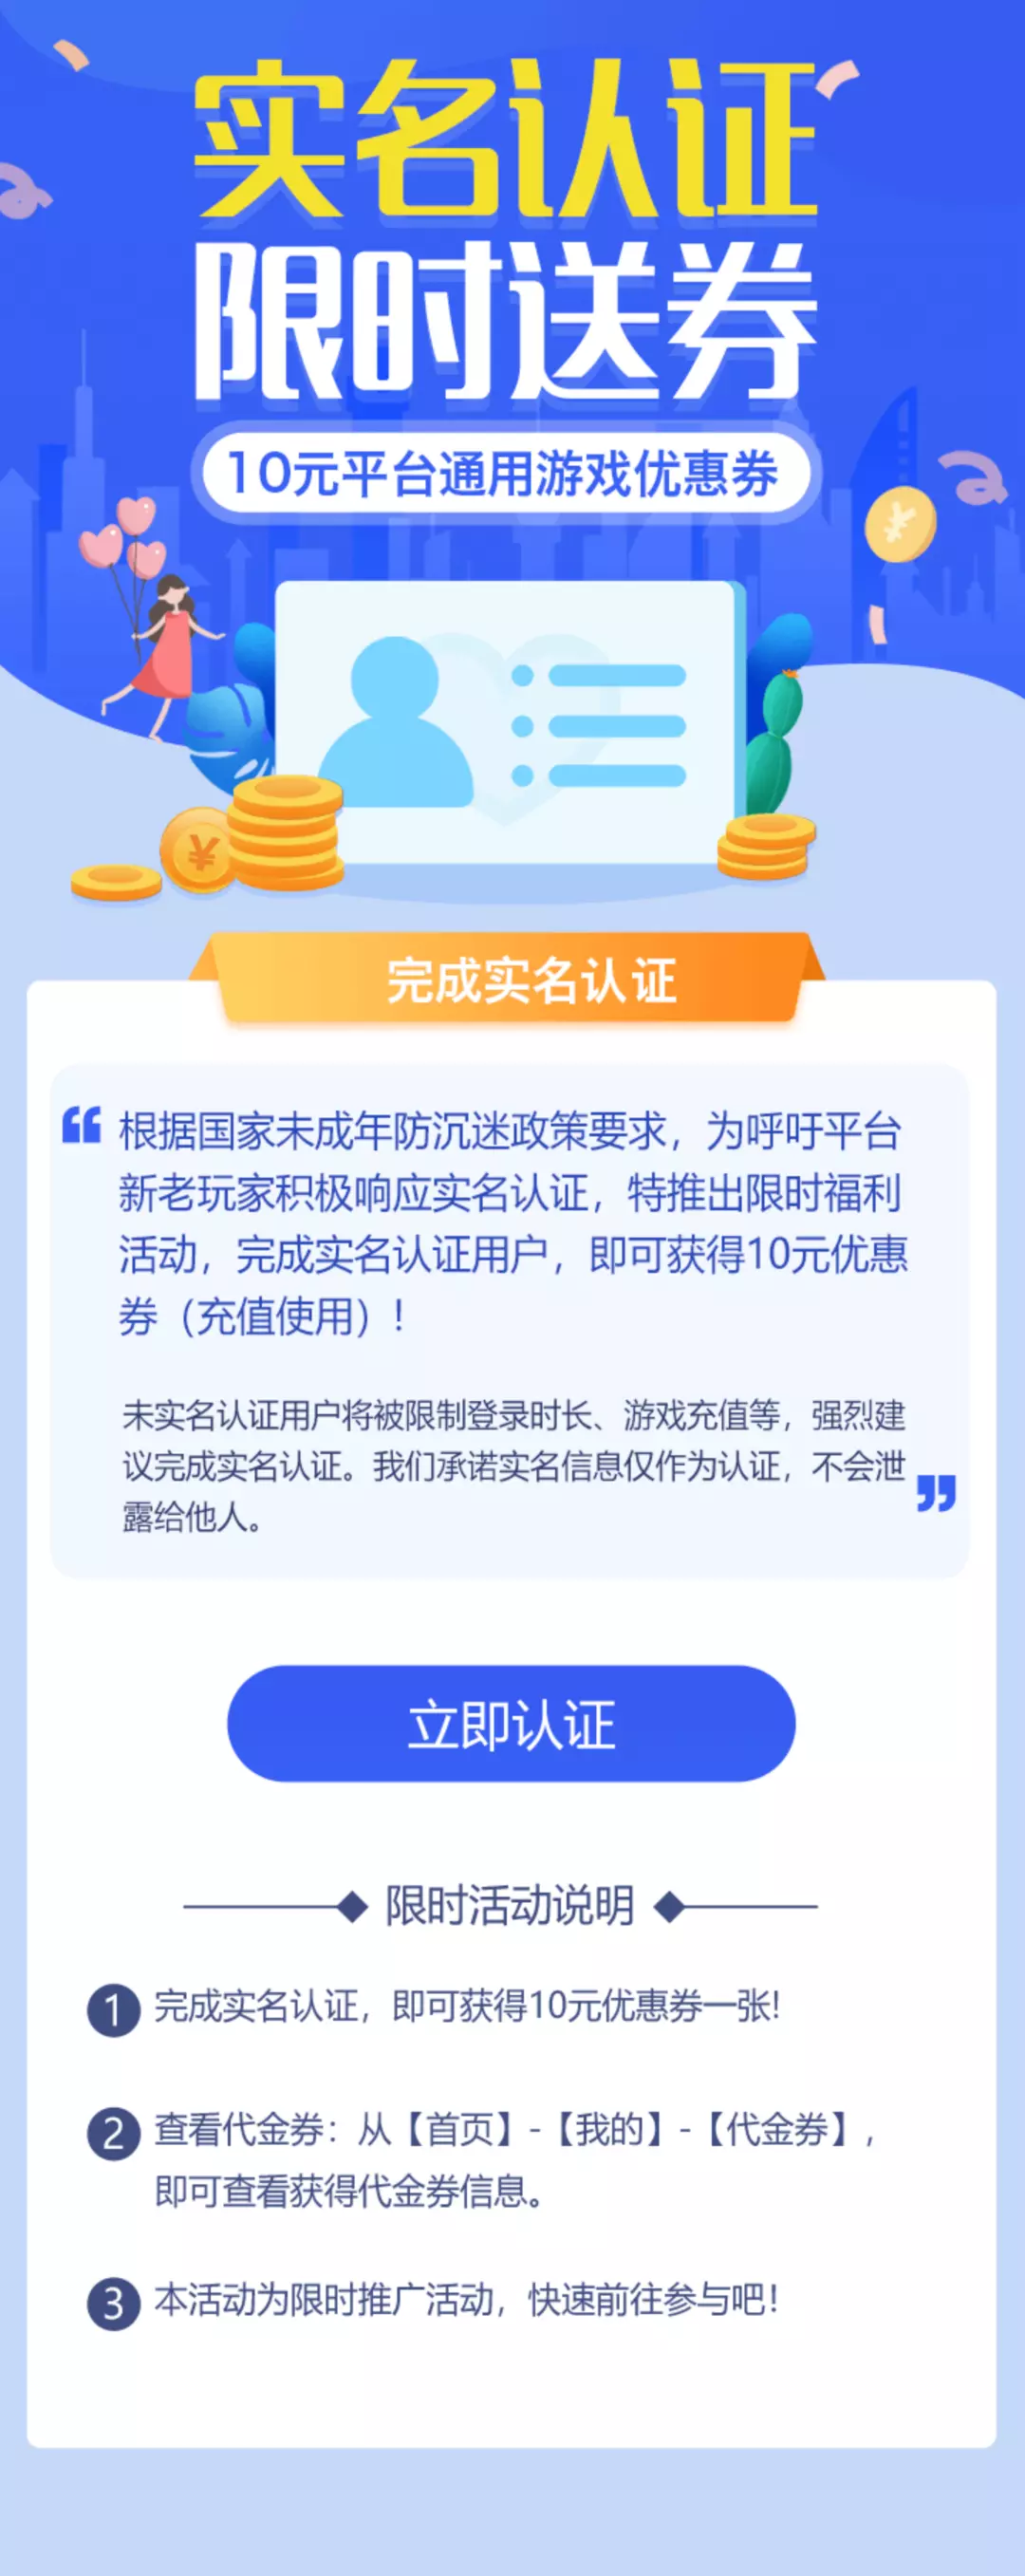 实名认证
限时送券
10元平台通用游戏优惠券
¥
¥
完成实名认证
“根据国家未成年防沉迷政策要求，为呼吁平台
新老玩家积极响应实名认证，特推出限时福利
活动，完成实名认证用户，即可获得10元优惠
券（充值使用）！
未实名认证用户将被限制登录时长、游戏充值等，强烈建
议完成实名认证。我们承诺实名信息仅作为认证，不会泄
露给他人。”
立即认证
限时活动说明
1 完成实名认证，即可获得10元优惠券一张!
2 查看代金券：从【首页】-【我的】-【代金券】，
即可查看获得代金券信息。
3 本活动为限时推广活动，快速前往参与吧！